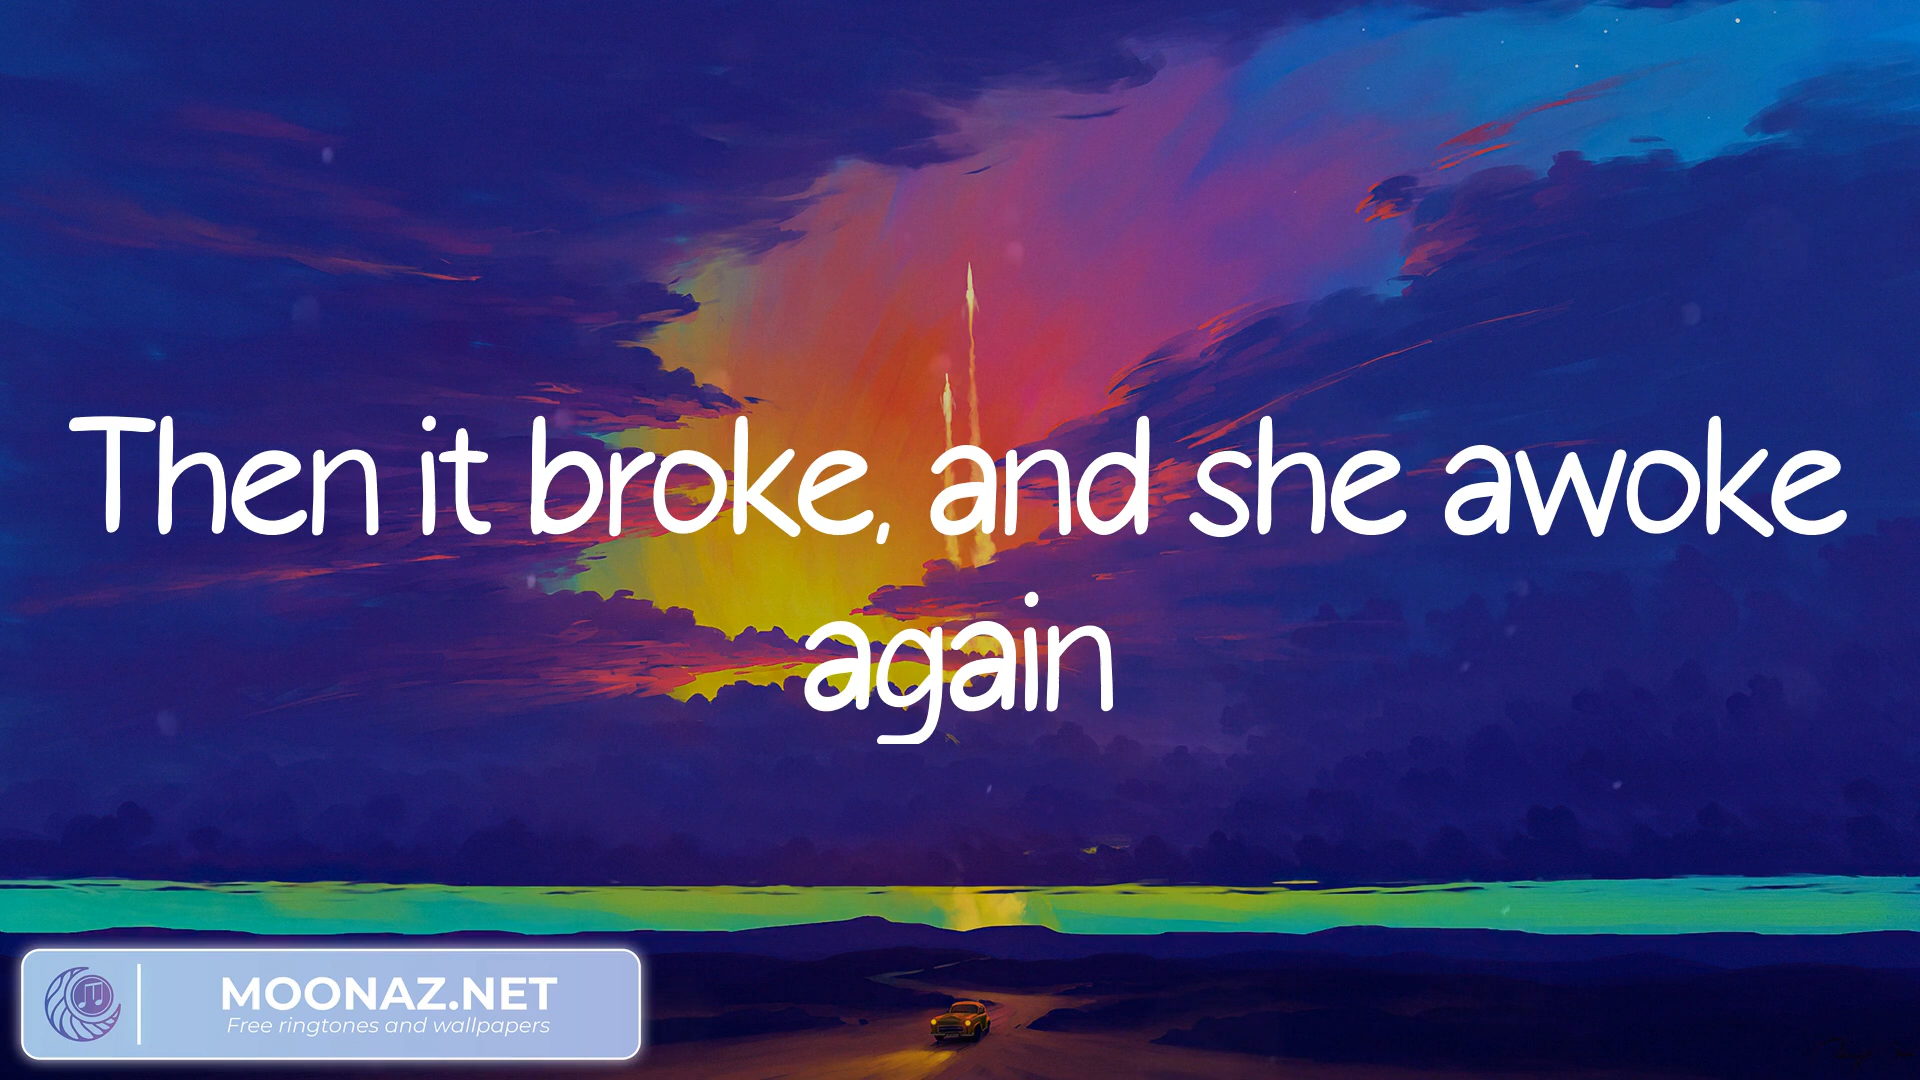 Then it broke, and she awoke
again
MOONAZ.NET
Free ringtones and wallpapers